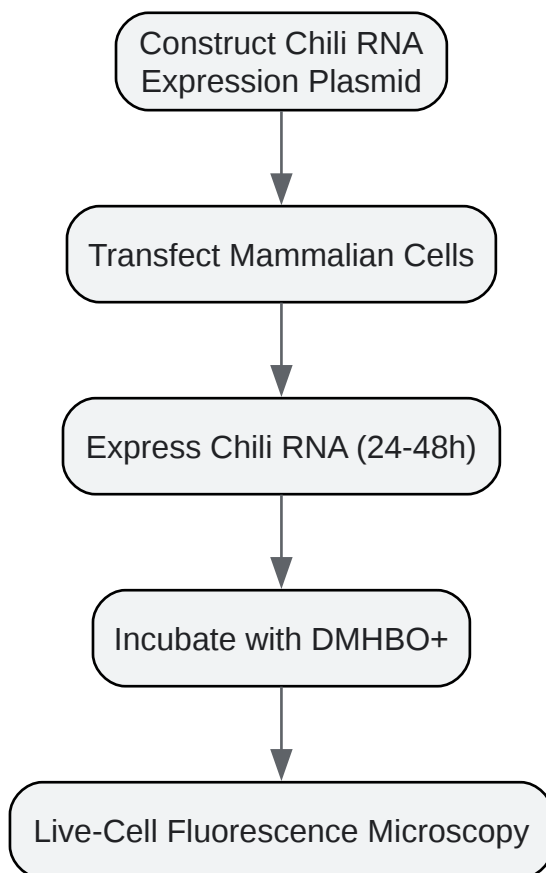 Construct Chili RNA
Expression Plasmid
Transfect Mammalian Cells
Express Chili RNA (24-48h)
Incubate with DMHBO+
Live-Cell Fluorescence Microscopy